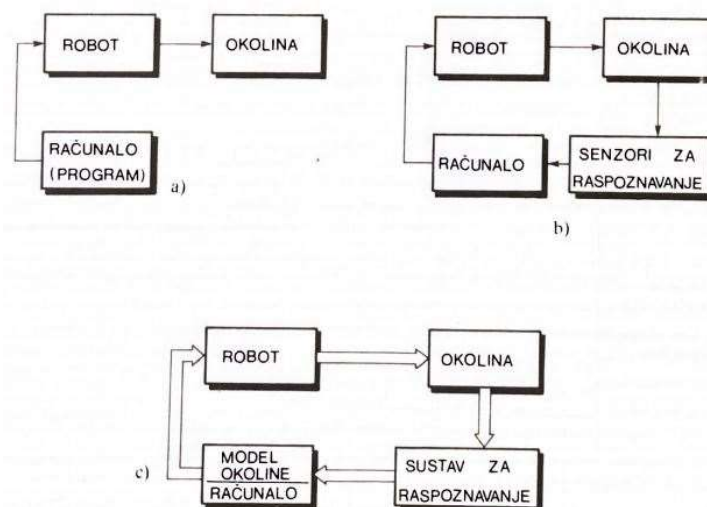 ROBOT
OKOLINA
RAČUNALO
(PROGRAM)
a)
ROBOT
OKOLINA
RAČUNALO
SENZORI ZA
RASPOZNAVANJE
b)
ROBOT
OKOLINA
MODEL
OKOLINE
RAČUNALO
SUSTAV ZA
RASPOZNAVANJE
c)